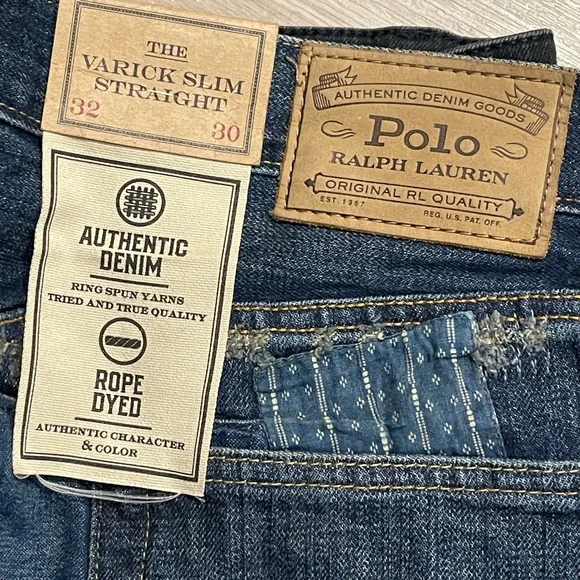 THE
VARICK SLIM
STRAIGHT
32 30
AUTHENTIC
DENIM
RING SPUN YARNS
TRIED AND TRUE QUALITY
ROPE
DYED
AUTHENTIC CHARACTER
& COLOR
AUTHENTIC DENIM GOODS
Polo
RALPH LAUREN
ORIGINAL RL QUALITY
EST. 1967 REG. U.S. PAT. OFF.